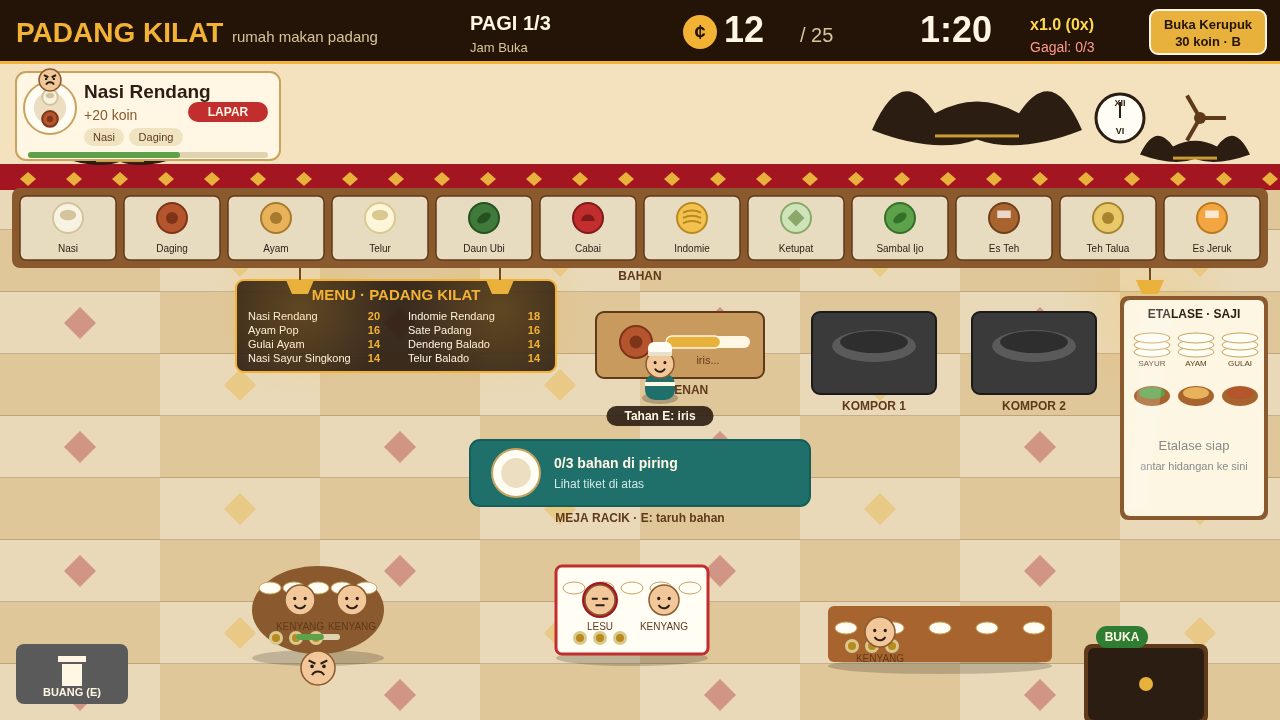 PADANG KILAT rumah makan padang
PAGI 1/3
Jam Buka
¢ 12 / 25
1:20
x1.0 (0x)
Gagal: 0/3
Buka Kerupuk
30 koin · B
Nasi Rendang
+20 koin
LAPAR
Nasi Daging
XII
VI
Nasi
Daging
Ayam
Telur
Daun Ubi
Cabai
Indomie
Ketupat
Sambal Ijo
Es Teh
Teh Talua
Es Jeruk
BAHAN
MENU · PADANG KILAT
Nasi Rendang 20
Ayam Pop 16
Gulai Ayam 14
Nasi Sayur Singkong 14
Indomie Rendang 18
Sate Padang 16
Dendeng Balado 14
Telur Balado 14
iris...
ENAN
Tahan E: iris
KOMPOR 1
KOMPOR 2
ETALASE · SAJI
SAYUR AYAM GULAI
Etalase siap
antar hidangan ke sini
0/3 bahan di piring
Lihat tiket di atas
MEJA RACIK · E: taruh bahan
KENYANG KENYANG
LESU KENYANG
KENYANG
BUKA
BUANG (E)